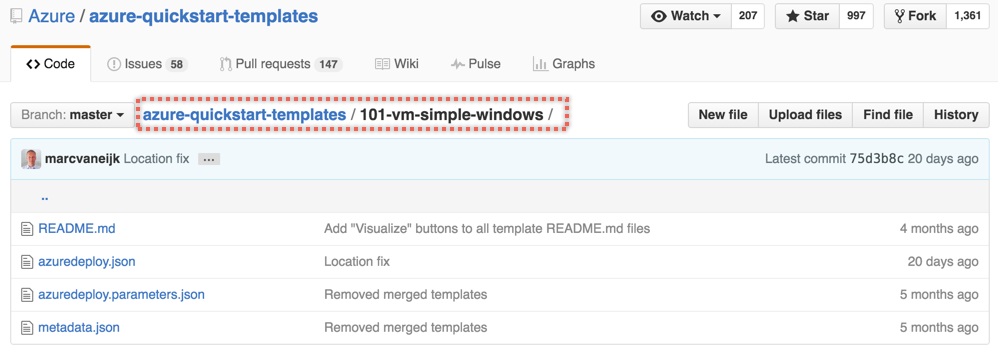 Azure / azure-quickstart-templates Watch 207 Star 997 Fork 1,361
Code Issues 58 Pull requests 147 Wiki Pulse Graphs
Branch: master azure-quickstart-templates / 101-vm-simple-windows / New file Upload files Find file History
marcvaneijk Location fix ... Latest commit 75d3b8c 20 days ago
..
README.md Add "Visualize" buttons to all template README.md files 4 months ago
azuredeploy.json Location fix 20 days ago
azuredeploy.parameters.json Removed merged templates 5 months ago
metadata.json Removed merged templates 5 months ago